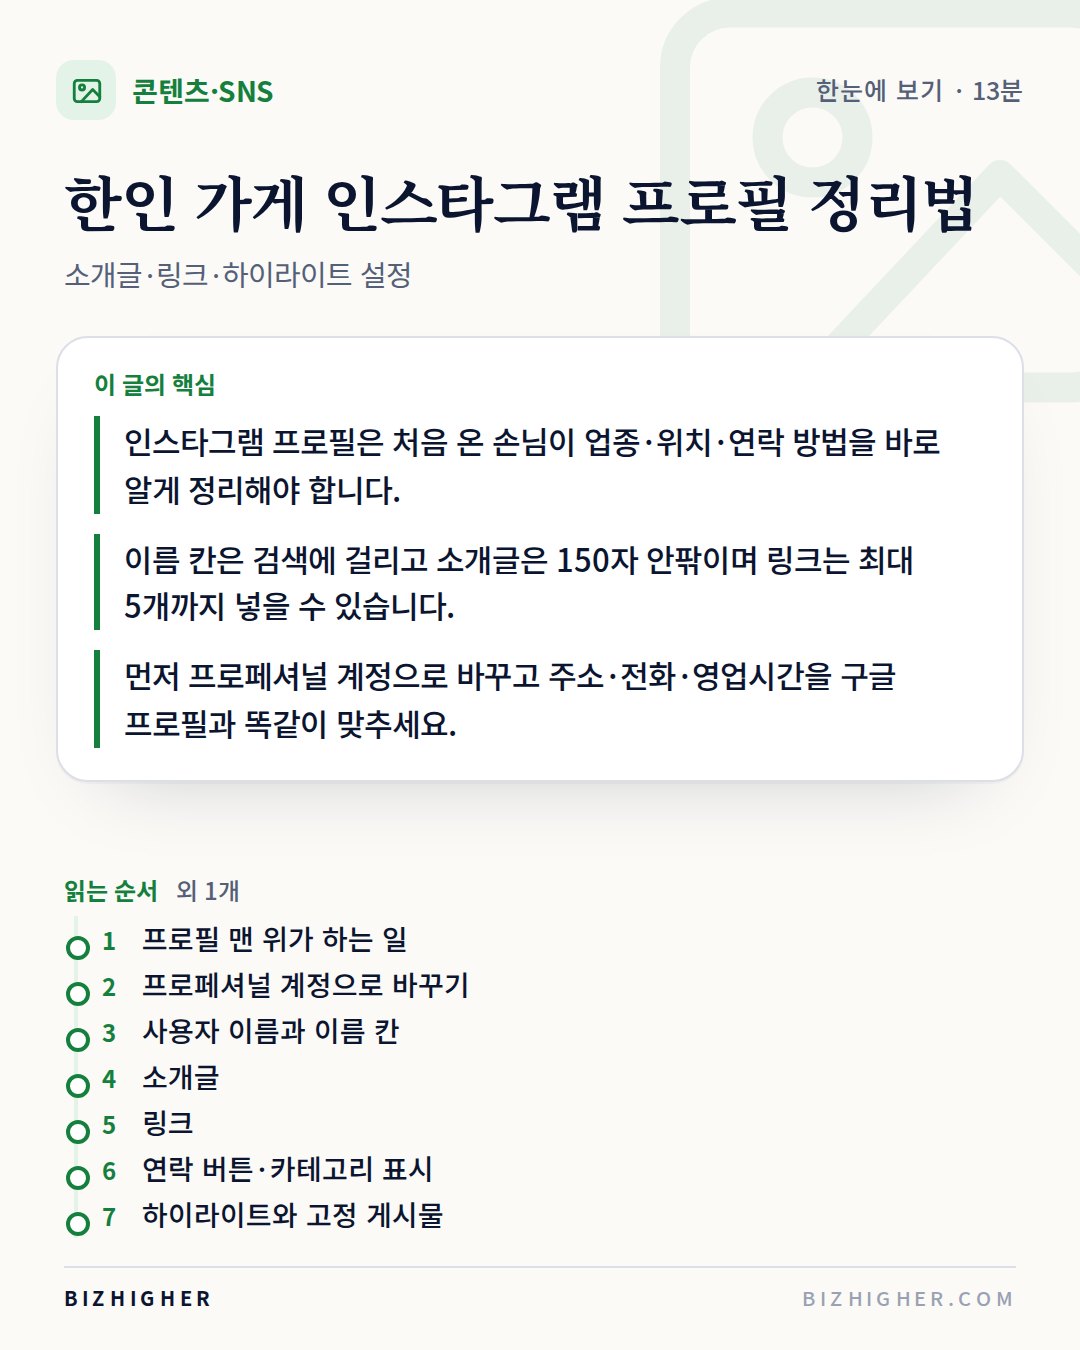 콘텐츠·SNS
한눈에 보기 · 13분
한인 가게 인스타그램 프로필 정리법
소개글·링크·하이라이트 설정
이 글의 핵심
인스타그램 프로필은 처음 온 손님이 업종·위치·연락 방법을 바로
알게 정리해야 합니다.
이름 칸은 검색에 걸리고 소개글은 150자 안팎이며 링크는 최대
5개까지 넣을 수 있습니다.
먼저 프로페셔널 계정으로 바꾸고 주소·전화·영업시간을 구글
프로필과 똑같이 맞추세요.
읽는 순서 외 1개
1 프로필 맨 위가 하는 일
2 프로페셔널 계정으로 바꾸기
3 사용자 이름과 이름 칸
4 소개글
5 링크
6 연락 버튼·카테고리 표시
7 하이라이트와 고정 게시물
BIZHIGHER
BIZHIGHER.COM